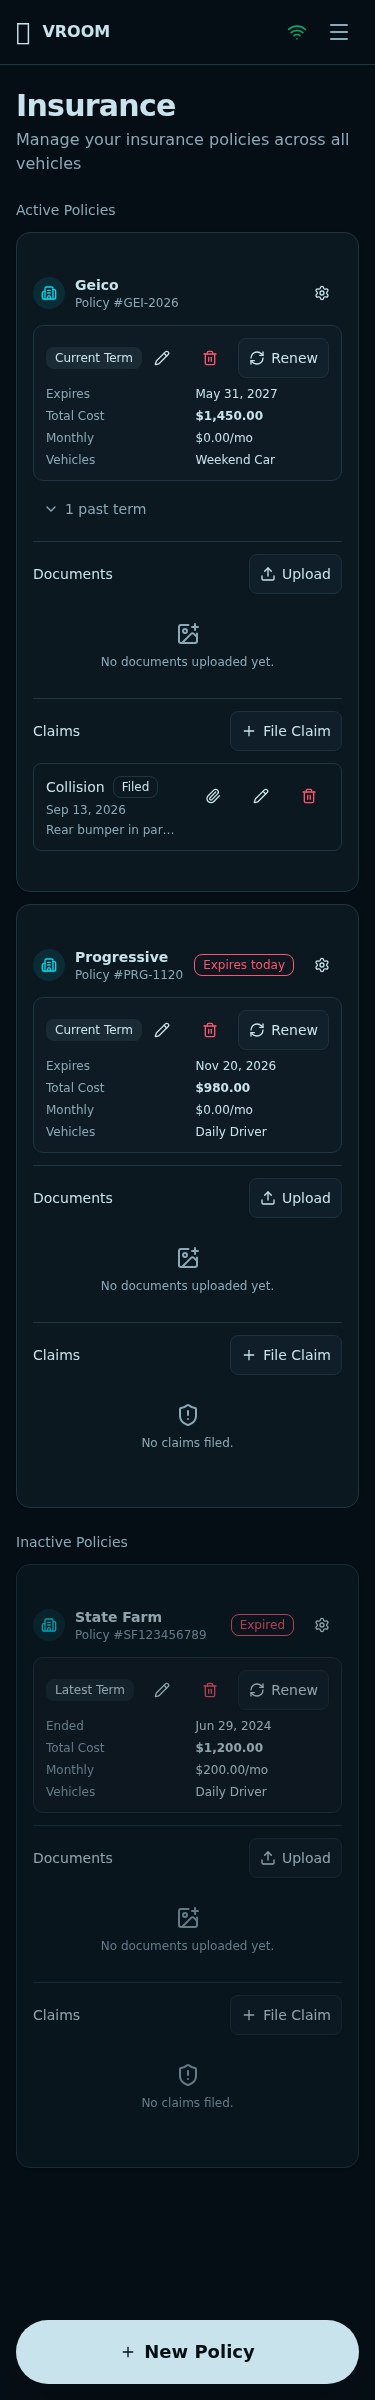 VROOM
Insurance
Manage your insurance policies across all
vehicles
Active Policies
Geico
Policy #GEI-2026
Current Term
Renew
Expires May 31, 2027
Total Cost $1,450.00
Monthly $0.00/mo
Vehicles Weekend Car
1 past term
Documents Upload
No documents uploaded yet.
Claims + File Claim
Collision Filed
Sep 13, 2026
Rear bumper in par...
Progressive Expires today
Policy #PRG-1120
Current Term Renew
Expires Nov 20, 2026
Total Cost $980.00
Monthly $0.00/mo
Vehicles Daily Driver
Documents Upload
No documents uploaded yet.
Claims + File Claim
No claims filed.
Inactive Policies
State Farm Expired
Policy #SF123456789
Latest Term Renew
Ended Jun 29, 2024
Total Cost $1,200.00
Monthly $200.00/mo
Vehicles Daily Driver
Documents Upload
No documents uploaded yet.
Claims + File Claim
No claims filed.
+ New Policy